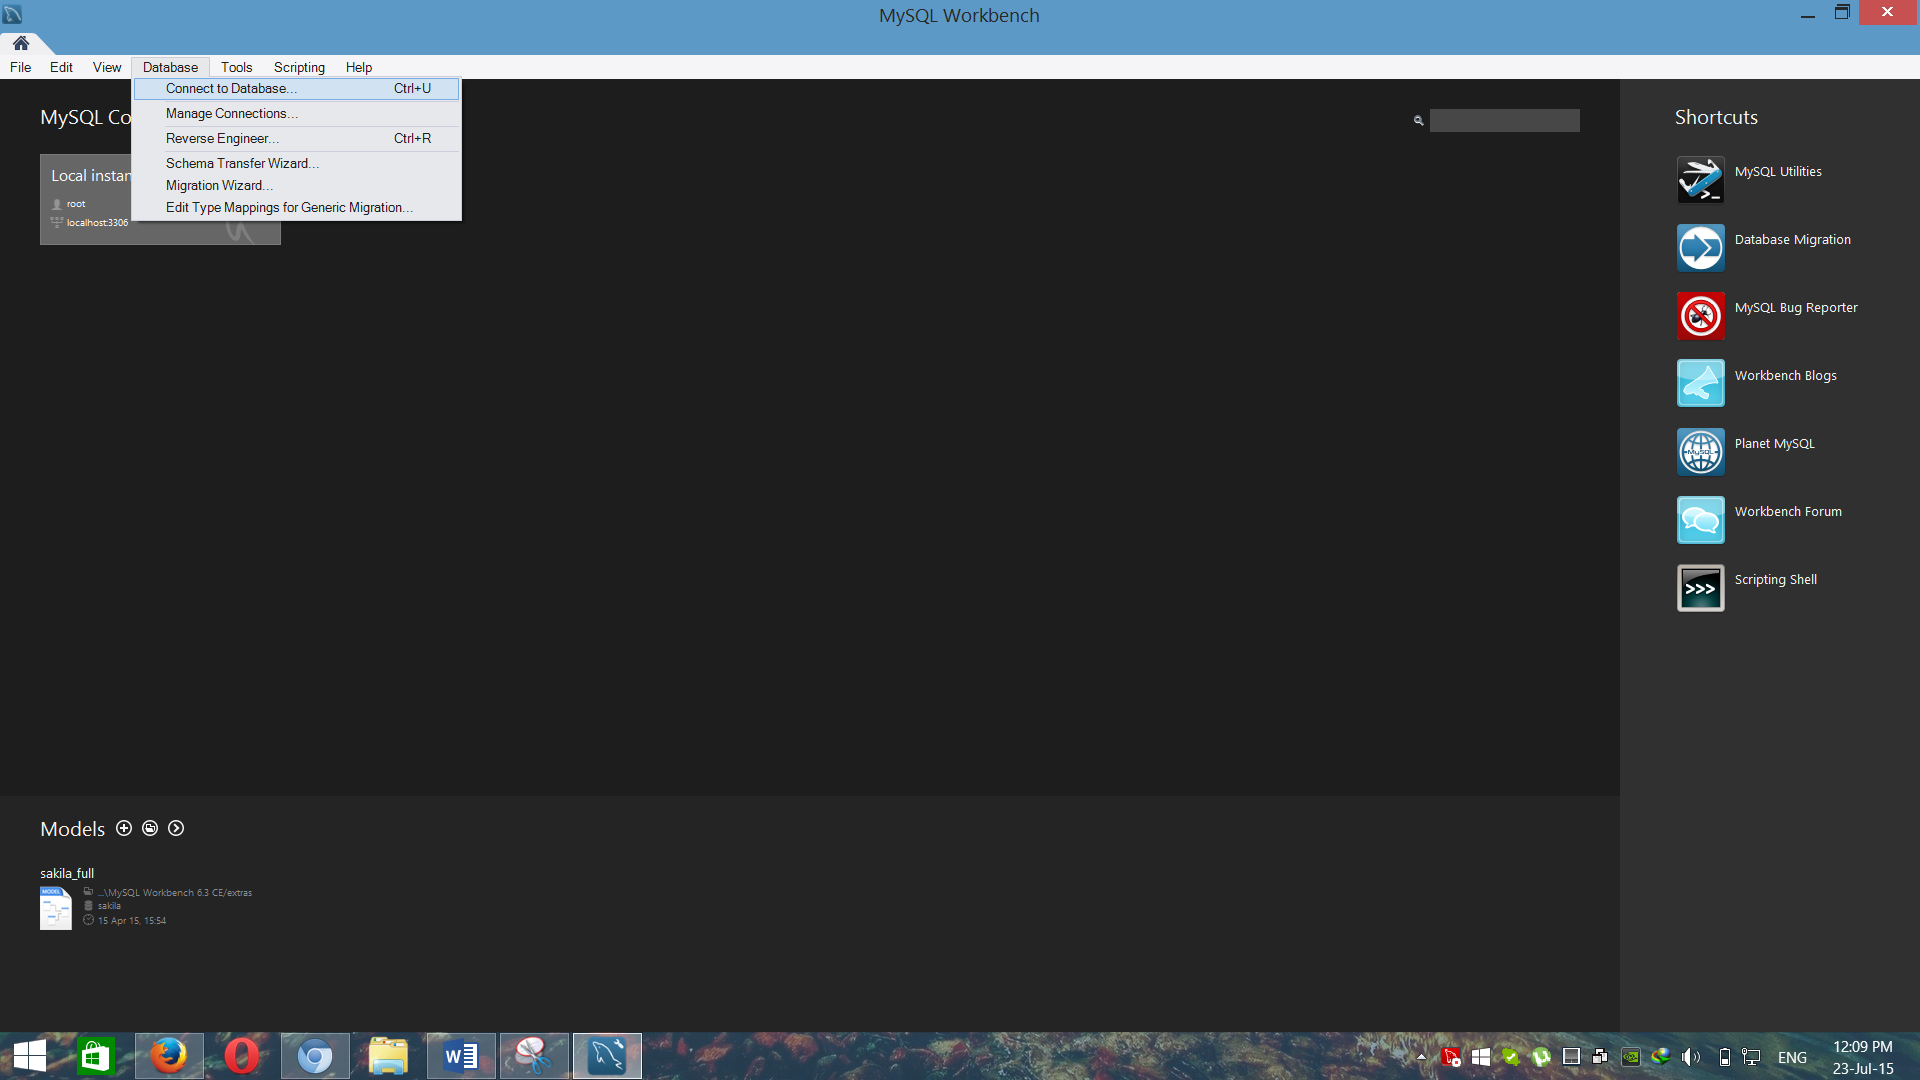 MySQL Workbench
File Edit View Database Tools Scripting Help
Connect to Database... Ctrl+U
Manage Connections...
Reverse Engineer... Ctrl+R
Schema Transfer Wizard...
Migration Wizard...
Edit Type Mappings for Generic Migration...
MySQL Co
Local instan
root
localhost:3306
Shortcuts
MySQL Utilities
Database Migration
MySQL Bug Reporter
Workbench Blogs
MySQL
Planet MySQL
Workbench Forum
>>>
Scripting Shell
Models
sakila_full
MODEL
...\MySQL Workbench 6.3 CE/extras
sakila
15 Apr 15, 15:54
ENG
12:09 PM
23-Jul-15